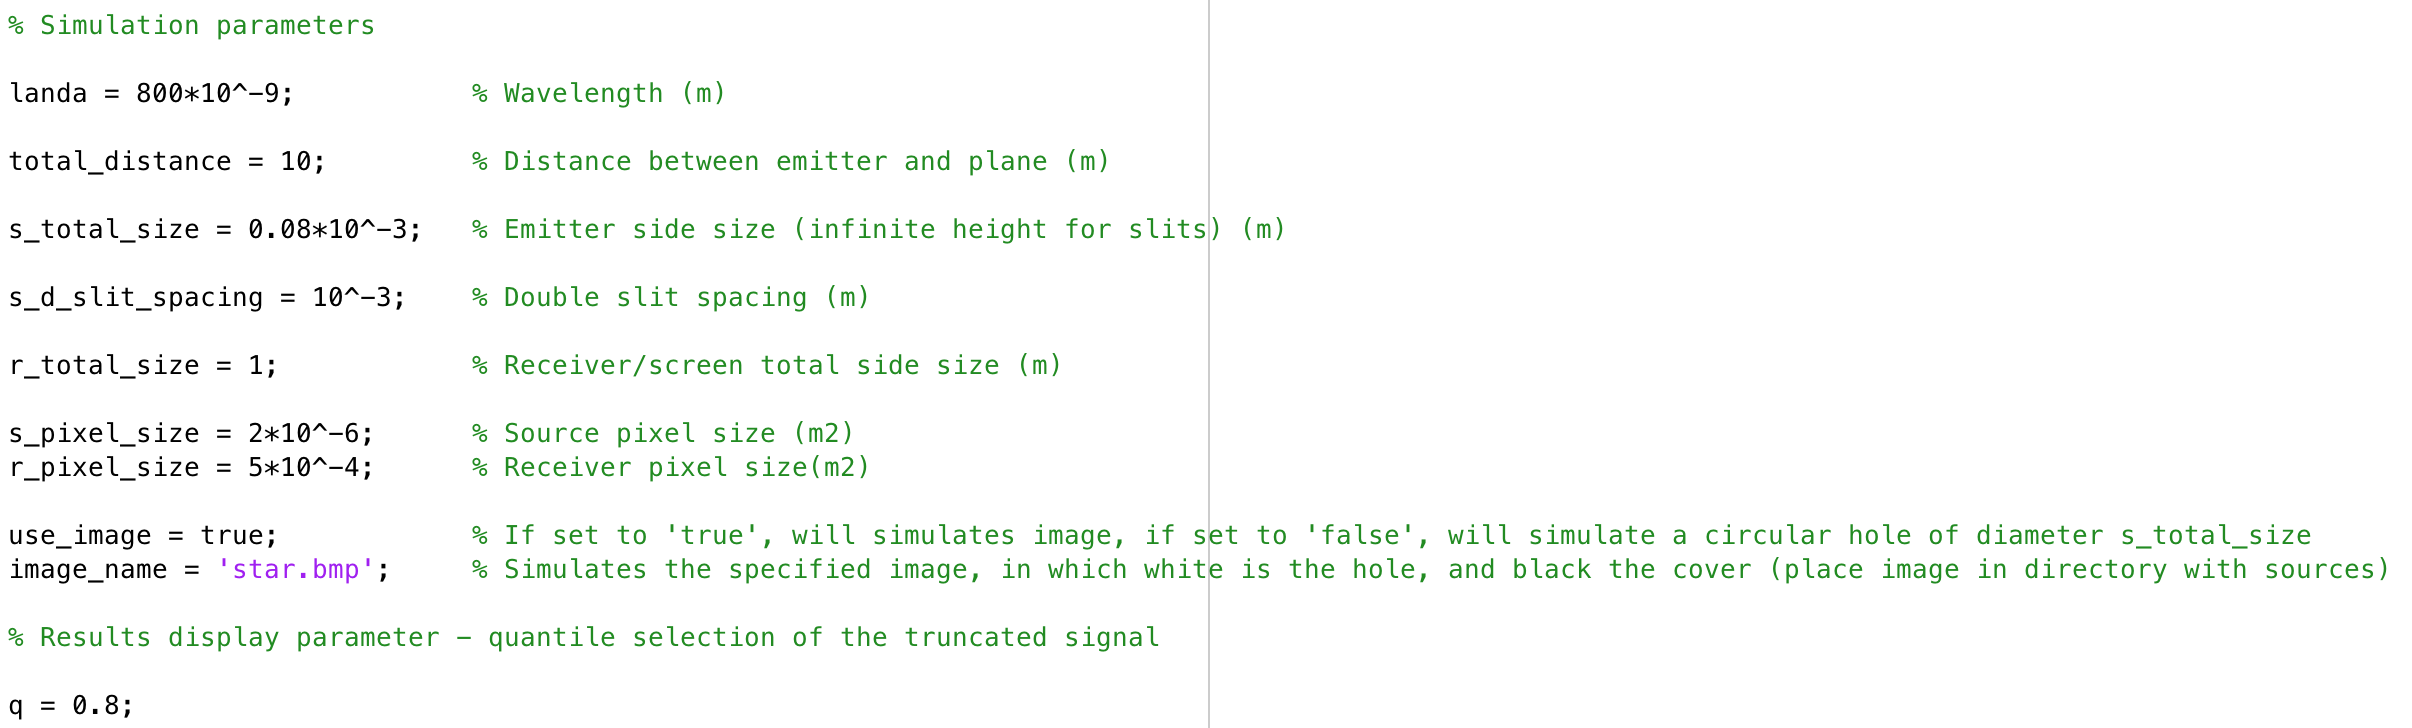 % Simulation parameters
landa = 800*10^-9; % Wavelength (m)
total_distance = 10; % Distance between emitter and plane (m)
s_total_size = 0.08*10^-3; % Emitter side size (infinite height for slits) (m)
s_d_slit_spacing = 10^-3; % Double slit spacing (m)
r_total_size = 1; % Receiver/screen total side size (m)
s_pixel_size = 2*10^-6; % Source pixel size (m2)
r_pixel_size = 5*10^-4; % Receiver pixel size(m2)
use_image = true; % If set to 'true', will simulates image, if set to 'false', will simulate a circular hole of diameter s_total_size
image_name = 'star.bmp'; % Simulates the specified image, in which white is the hole, and black the cover (place image in directory with sources)
% Results display parameter - quantile selection of the truncated signal
q = 0.8;